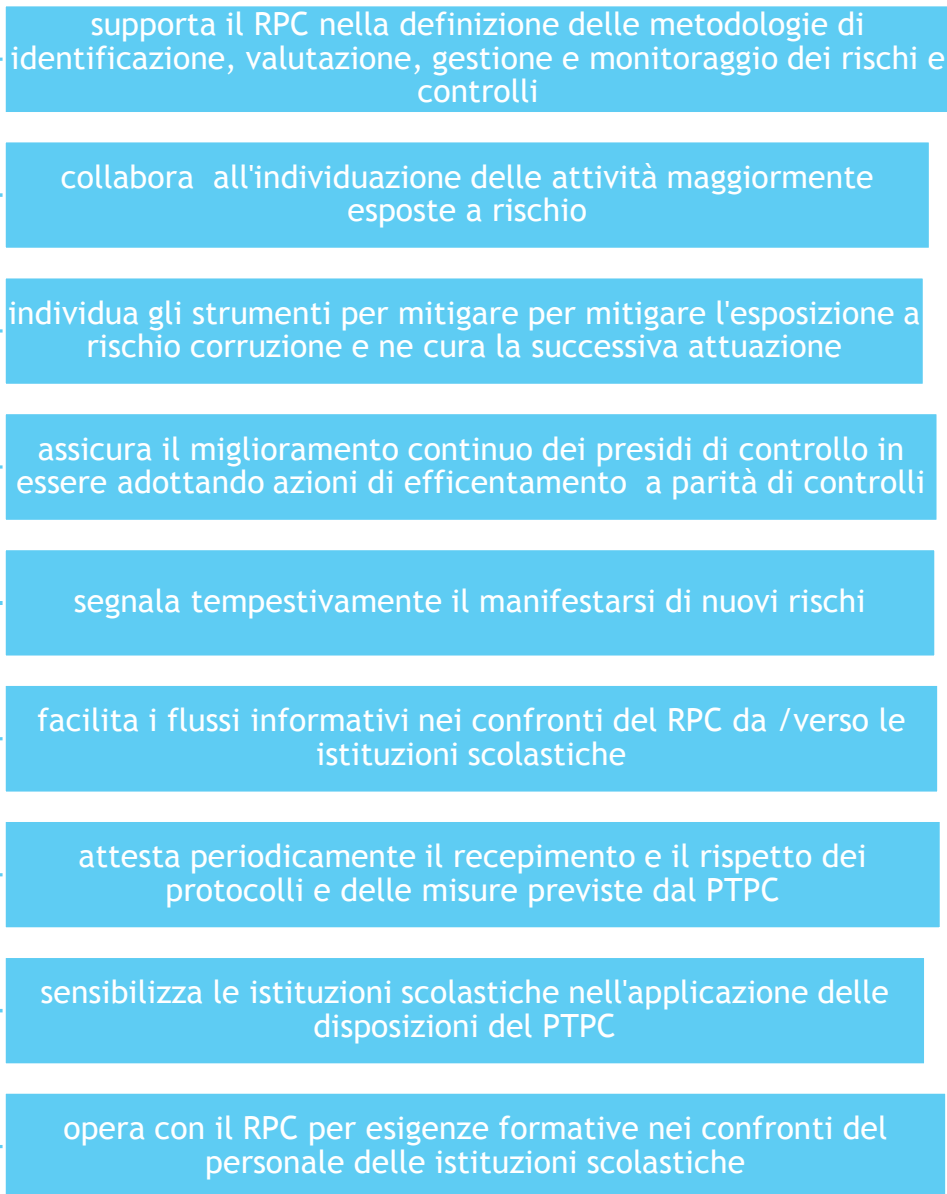 supporta il RPC nella definizione delle metodologie di
identificazione, valutazione, gestione e monitoraggio dei rischi e
controlli
collabora  all'individuazione delle attività maggiormente
esposte a rischio
individua gli strumenti per mitigare per mitigare l'esposizione a
rischio corruzione e ne cura la successiva attuazione
assicura il miglioramento continuo dei presidi di controllo in
essere adottando azioni di efficentamento  a parità di controlli
segnala tempestivamente il manifestarsi di nuovi rischi
facilita i flussi informativi nei confronti del RPC da /verso le
istituzioni scolastiche
attesta periodicamente il recepimento e il rispetto dei
protocolli e delle misure previste dal PTPC
sensibilizza le istituzioni scolastiche nell'applicazione delle
disposizioni del PTPC
opera con il RPC per esigenze formative nei confronti del
personale delle istituzioni scolastiche